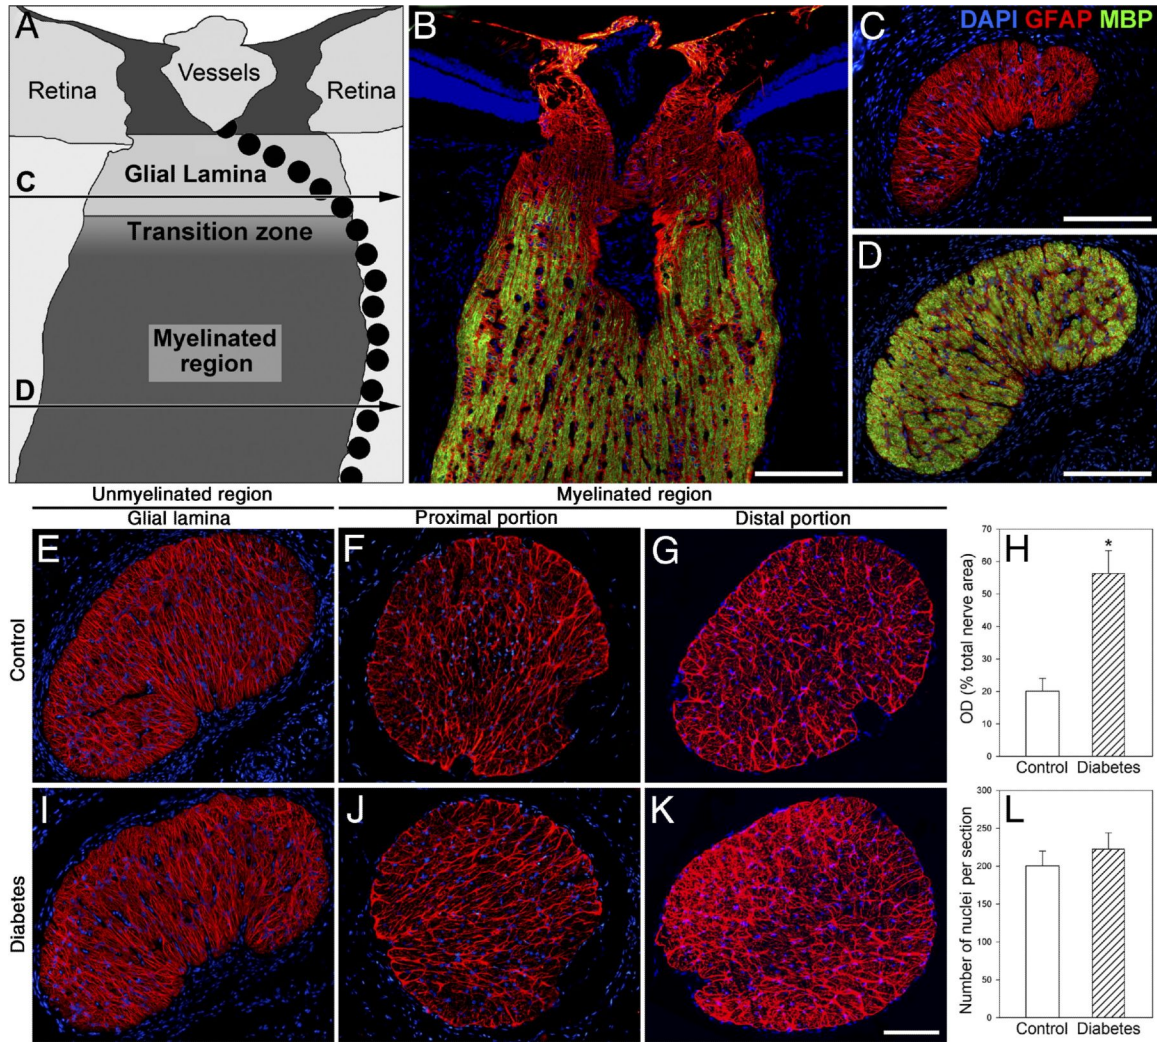 A
Retina
Vessels
Retina
C
Glial Lamina
Transition zone
Myelinated
region
D
B
C
DAPI GFAP MBP
D
Unmyelinated region
Myelinated region
Glial lamina
Proximal portion
Distal portion
Control
E
F
G
H
OD (% total nerve area)
70
60
50
40
30
20
10
0
*
Control Diabetes
Diabetes
I
J
K
L
Number of nuclei per section
300
250
200
150
100
50
0
Control Diabetes